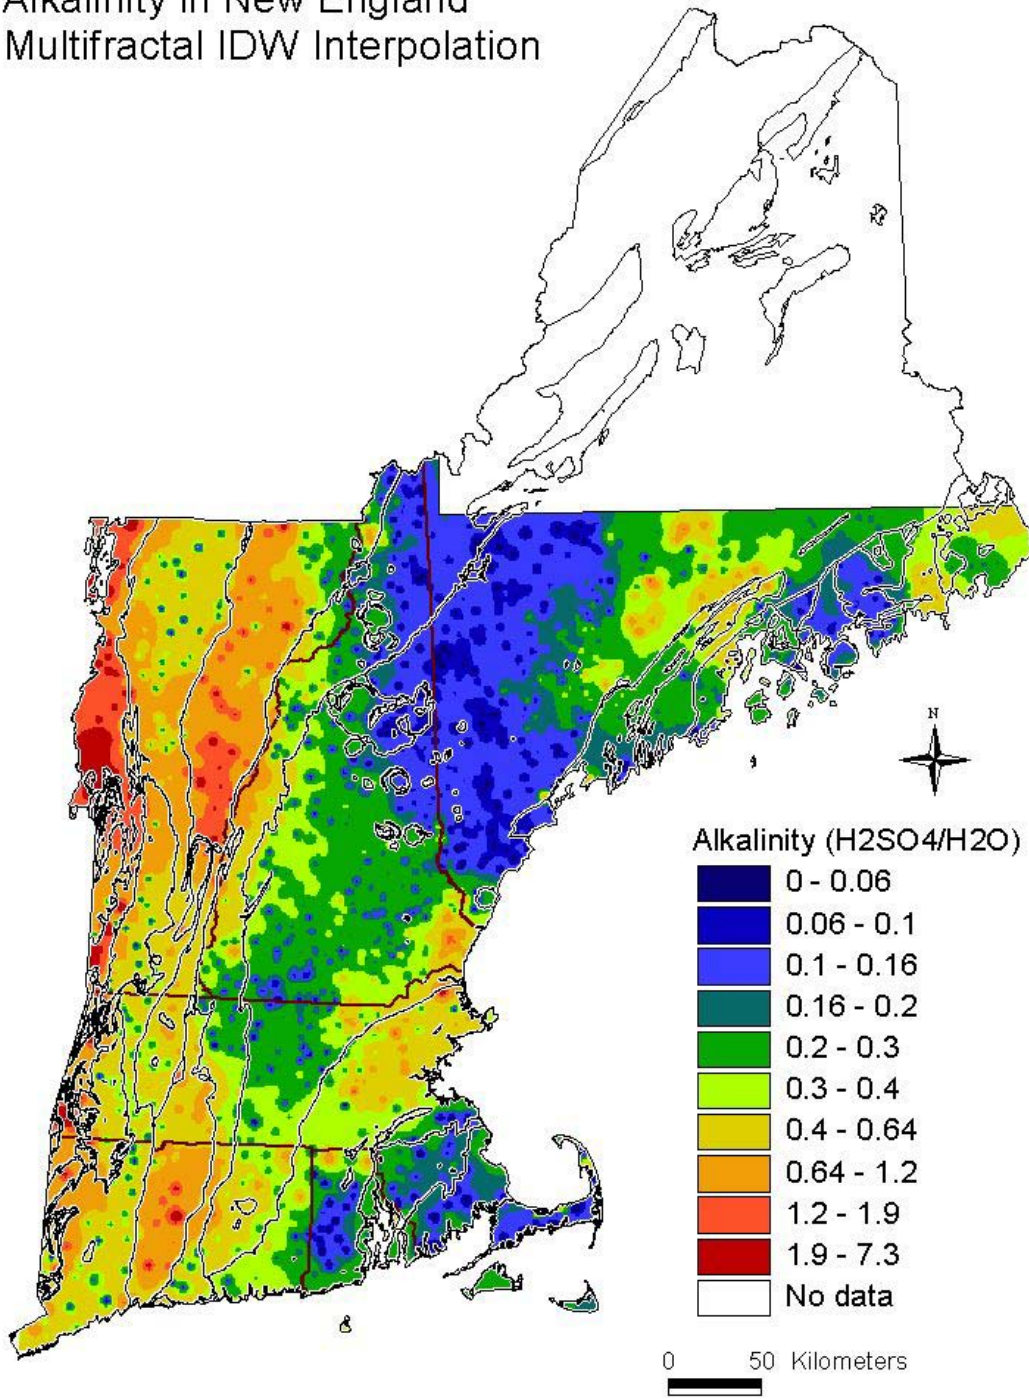 Alkalinity in New England
Multifractal IDW Interpolation
N
Alkalinity (H2SO4/H2O)
0 - 0.06
0.06 - 0.1
0.1 - 0.16
0.16 - 0.2
0.2 - 0.3
0.3 - 0.4
0.4 - 0.64
0.64 - 1.2
1.2 - 1.9
1.9 - 7.3
No data
0 50 Kilometers